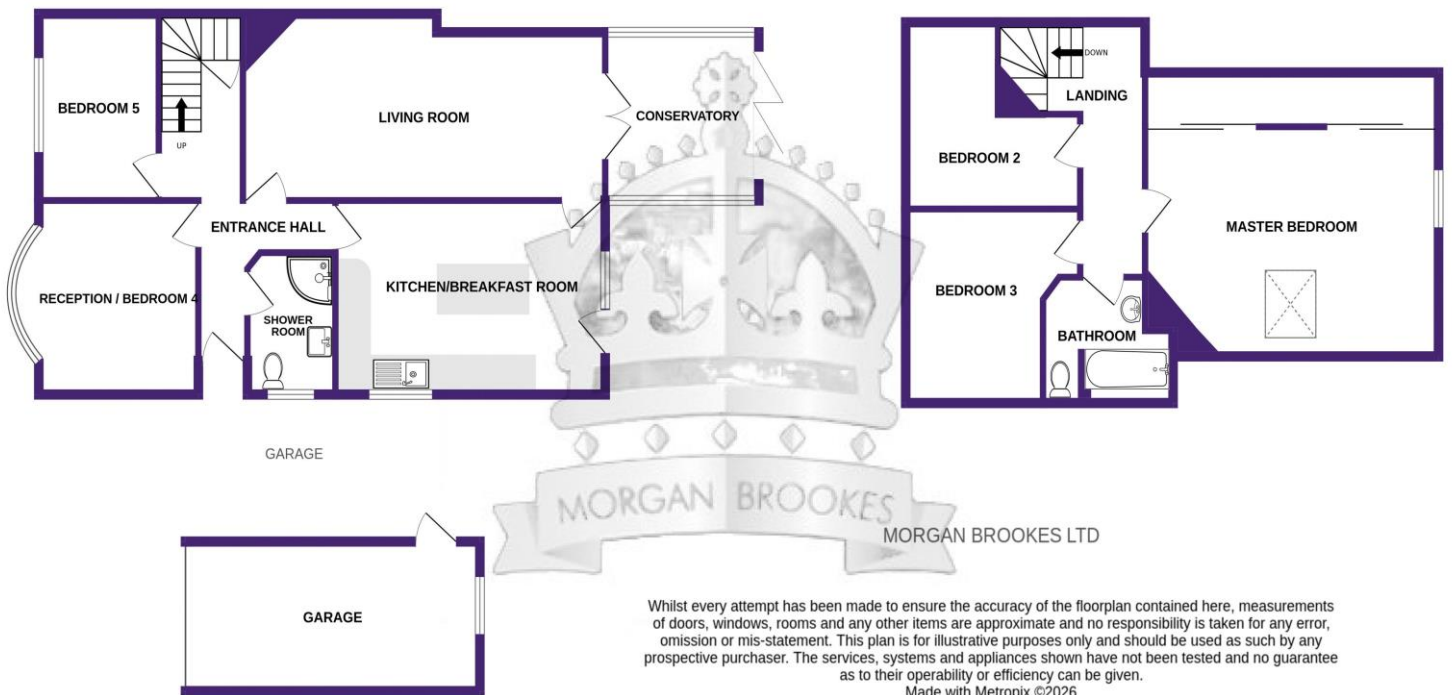 BEDROOM 5
UP
LIVING ROOM
CONSERVATORY
ENTRANCE HALL
RECEPTION / BEDROOM 4
SHOWER
ROOM
KITCHEN/BREAKFAST ROOM
DOWN
LANDING
BEDROOM 2
MASTER BEDROOM
BEDROOM 3
BATHROOM
GARAGE
GARAGE
MORGAN BROOKES
MORGAN BROOKES LTD
Whilst every attempt has been made to ensure the accuracy of the floorplan contained here, measurements
of doors, windows, rooms and any other items are approximate and no responsibility is taken for any error,
omission or mis-statement. This plan is for illustrative purposes only and should be used as such by any
prospective purchaser. The services, systems and appliances shown have not been tested and no guarantee
as to their operability or efficiency can be given.
Made with Metropix ©2026